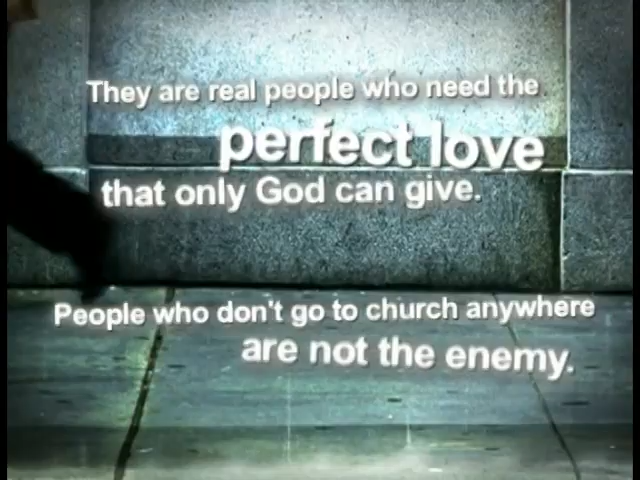 They are real people who need the
perfect love
that only God can give.
People who don't go to church anywhere
are not the enemy.